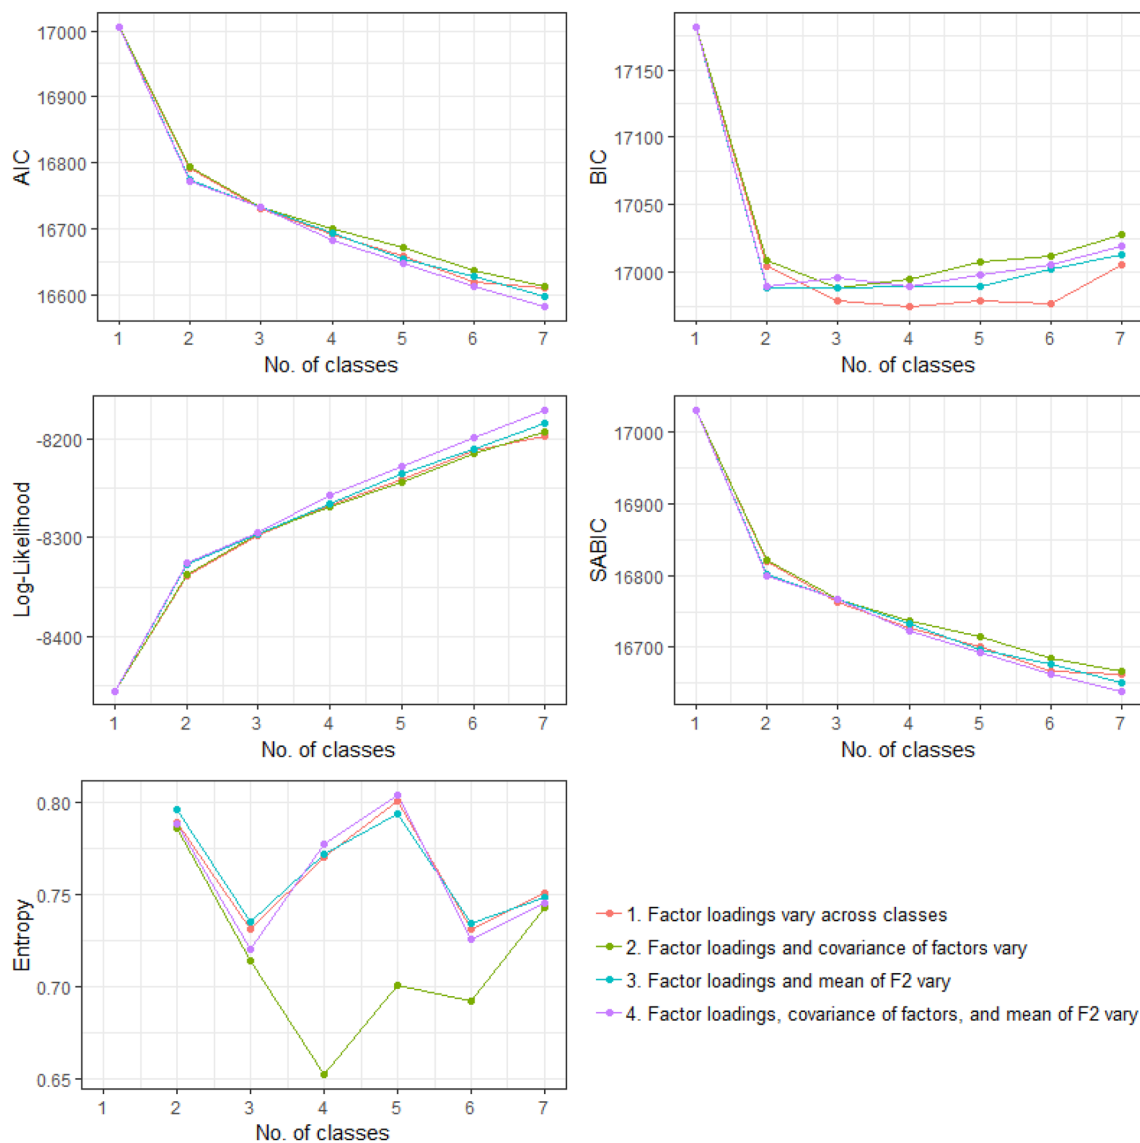 AIC
17000
16900
16800
16700
16600
1 2 3 4 5 6 7
No. of classes
BIC
17150
17100
17050
17000
1 2 3 4 5 6 7
No. of classes
Log-Likelihood
-8200
-8300
-8400
1 2 3 4 5 6 7
No. of classes
SABIC
17000
16900
16800
16700
1 2 3 4 5 6 7
No. of classes
Entropy
0.80
0.75
0.70
0.65
1 2 3 4 5 6 7
No. of classes
1. Factor loadings vary across classes
2. Factor loadings and covariance of factors vary
3. Factor loadings and mean of F2 vary
4. Factor loadings, covariance of factors, and mean of F2 vary